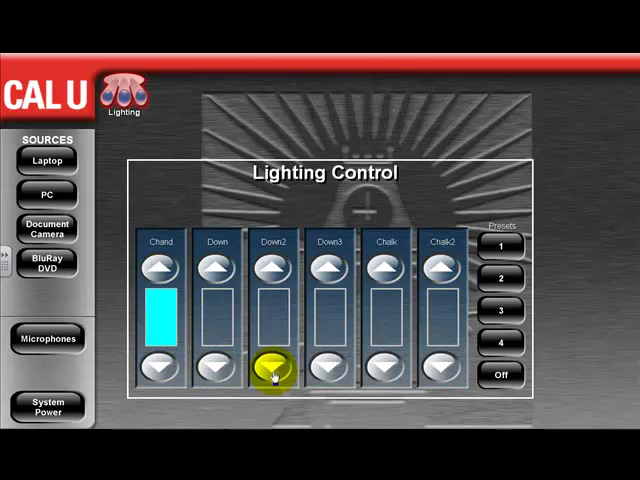 CAL U
Lighting
SOURCES
Laptop
PC
Document
Camera
BluRay
DVD
Microphones
System
Power
Lighting Control
Chand
Down
Down2
Down3
Chalk
Chalk2
Presets
1
2
3
4
Off